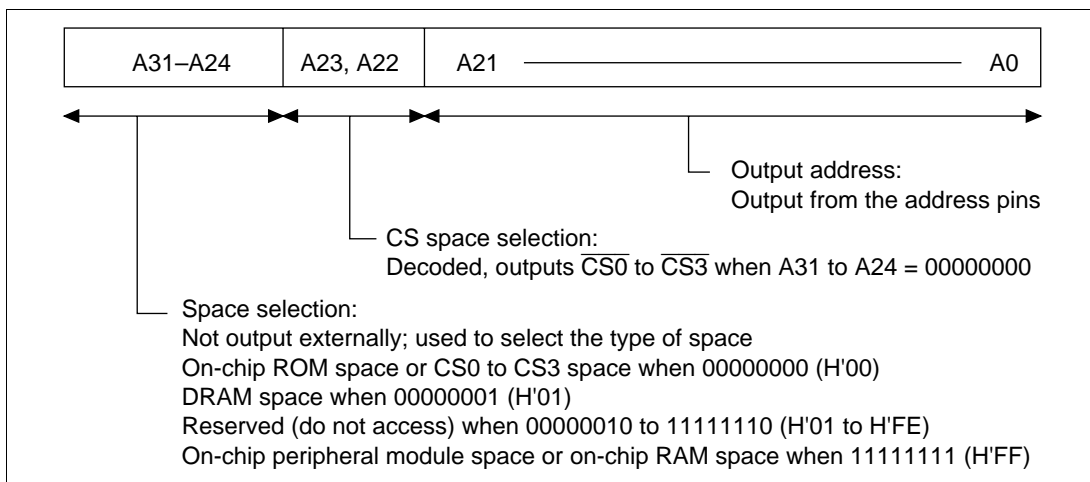 A31–A24 A23, A22 A21 A0
Output address:
Output from the address pins
CS space selection:
Decoded, outputs C̅S̅0̅ to C̅S̅3̅ when A31 to A24 = 00000000
Space selection:
Not output externally; used to select the type of space
On-chip ROM space or CS0 to CS3 space when 00000000 (H'00)
DRAM space when 00000001 (H'01)
Reserved (do not access) when 00000010 to 11111110 (H'01 to H'FE)
On-chip peripheral module space or on-chip RAM space when 11111111 (H'FF)